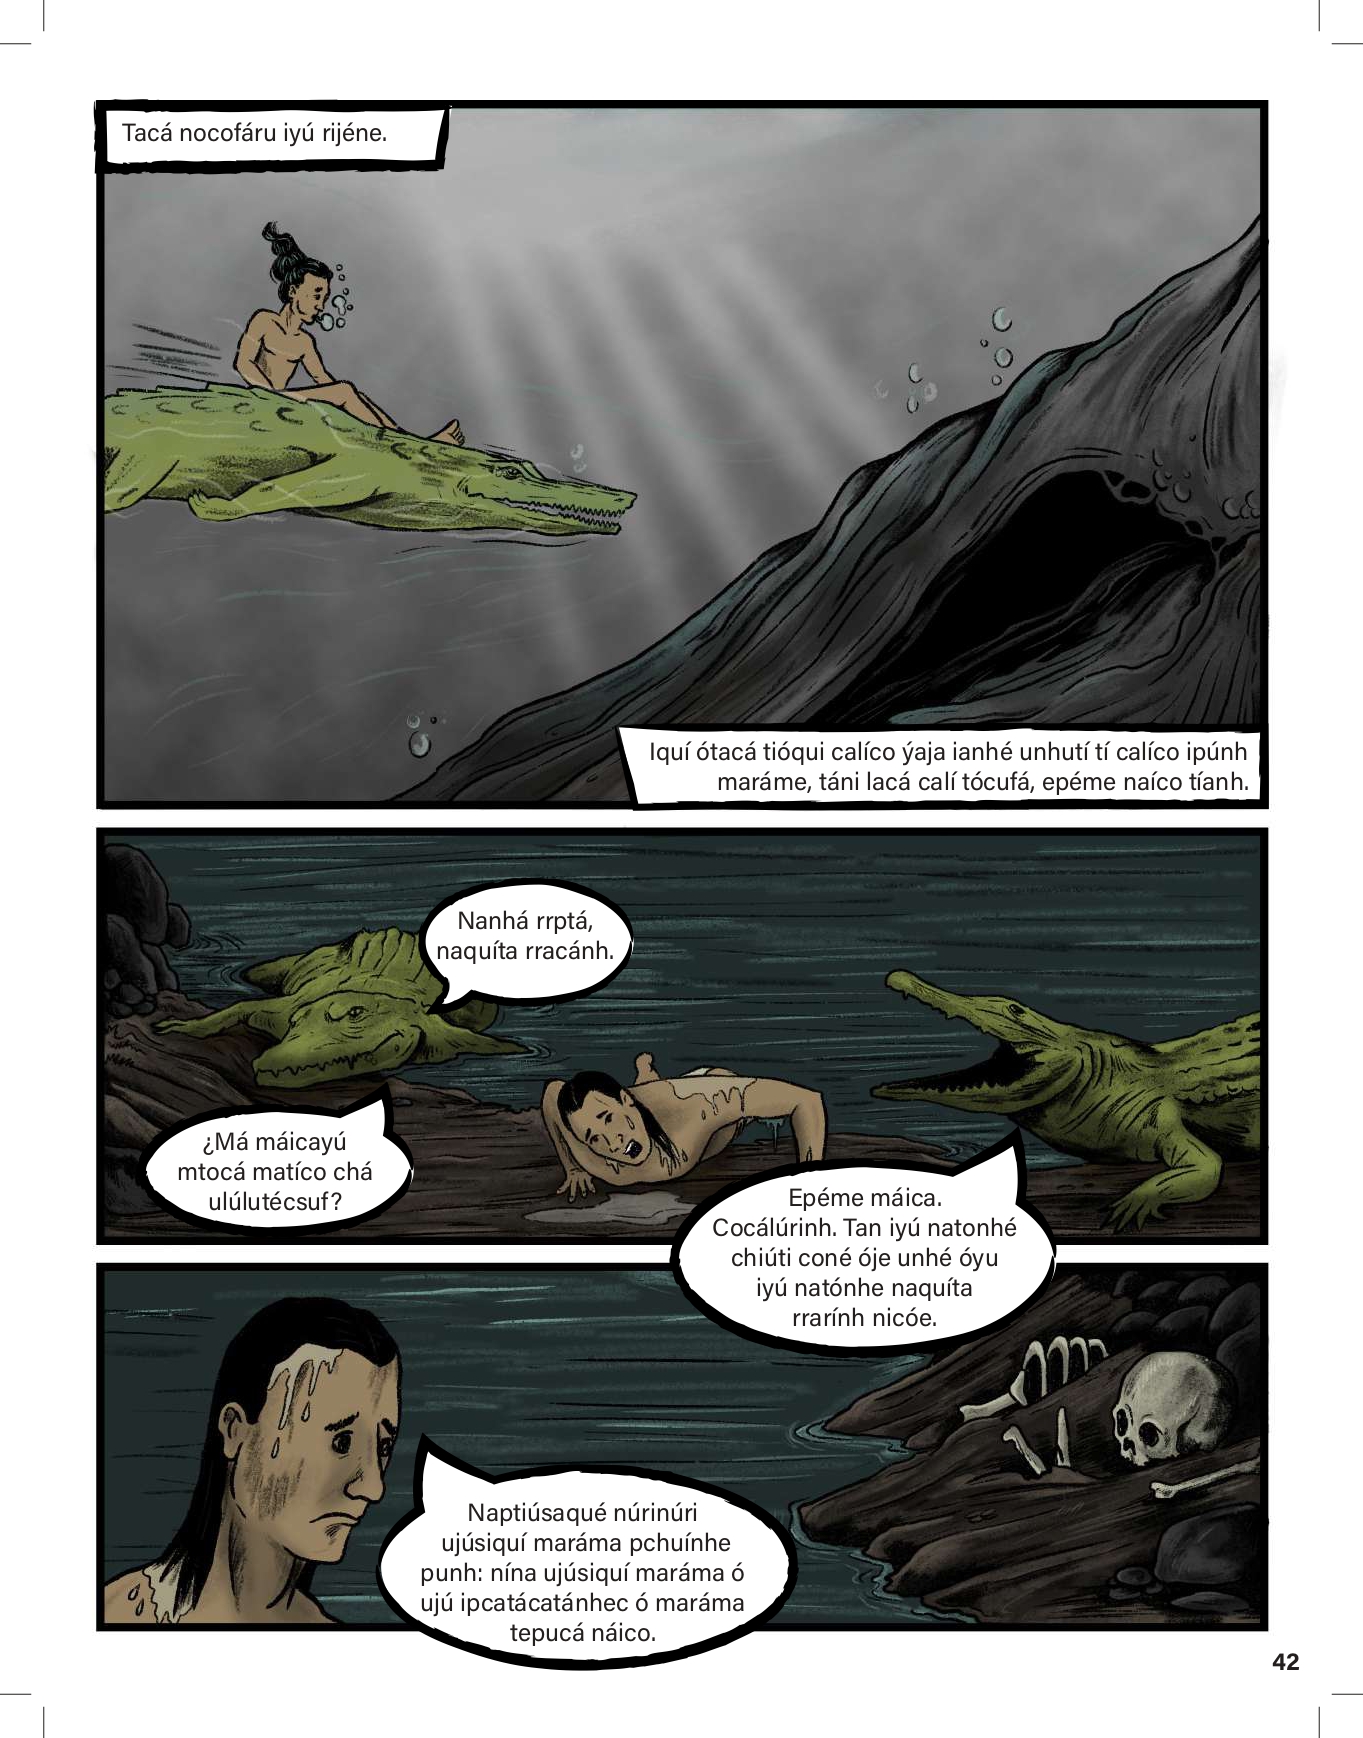 Tacá nocofáru iyú rijéne.
Iquí ótacá tióqui calíco ýaja ianhé unhutí tí calíco ipúnh
maráme, táni lacá calí tócufá, epéme naíco tíanh.
Nanhá rrptá,
naquíta rracánh.
¿Má máicayú
mtocá matíco chá
ulúlutécsuf?
Epéme máica.
Cocálúrinh. Tan iyú natonhé
chiúti coné óje unhé óyu
iyú natónhe naquíta
rrarính nicóe.
Naptiúsaqué núrinúri
ujúsiquí maráma pchuínhe
punh: nína ujúsiquí maráma ó
ujú ipcatácatánhec ó maráma
tepucá náico.
42